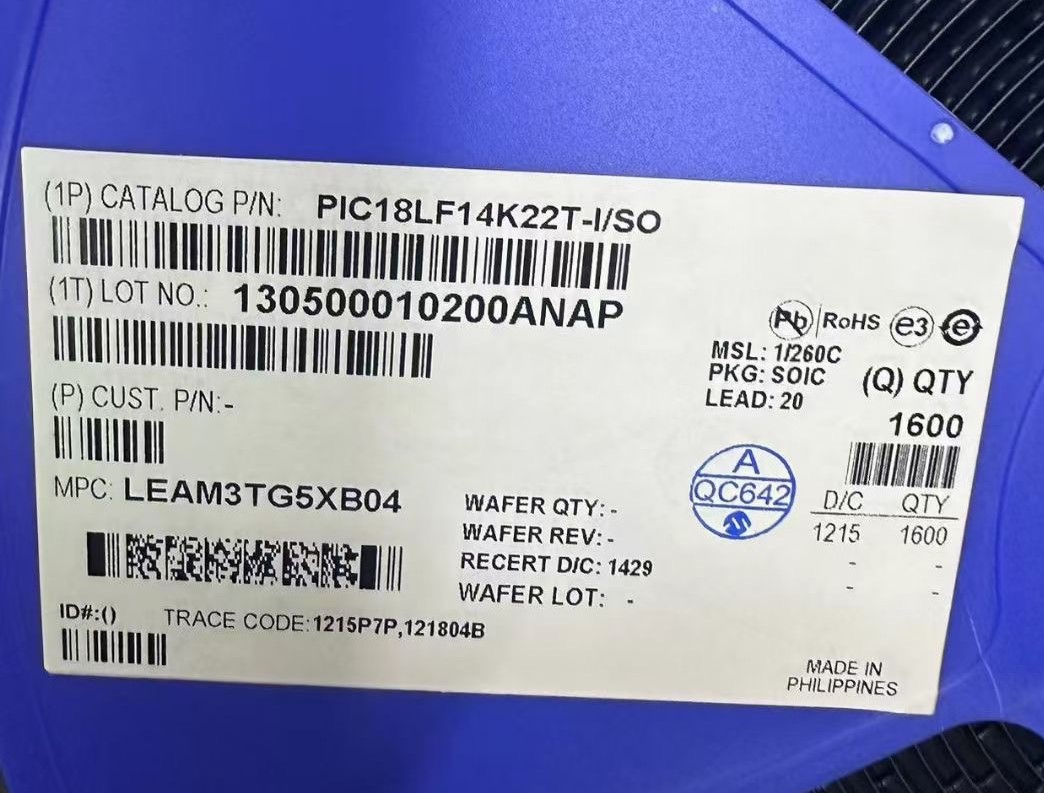 (1P) CATALOG P/N: PIC18LF14K22T-I/SO
(1T) LOT NO.: 130500010200ANAP
Pb RoHS e3 e
MSL: 1/260C
PKG: SOIC
LEAD: 20
(Q) QTY
1600
(P) CUST. P/N:-
MPC: LEAM3TG5XB04
WAFER QTY: -
WAFER REV: -
RECERT D/C: 1429
WAFER LOT: -
A
QC642
D/C QTY
1215 1600
- -
- -
ID#:()
TRACE CODE: 1215P7P,121804B
MADE IN
PHILIPPINES